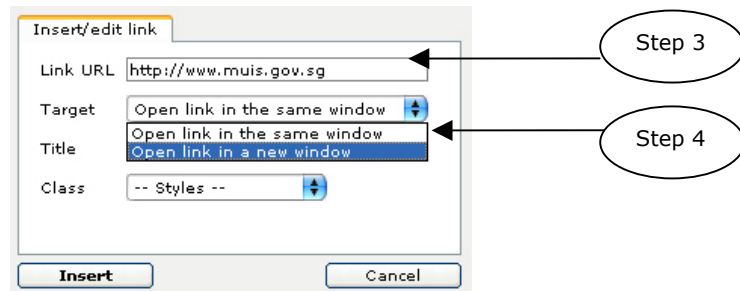 Insert/edit link
Link URL http://www.muis.gov.sg
Step 3
Target Open link in the same window
Open link in the same window
Step 4
Title Open link in a new window
Class -- Styles --
Insert Cancel